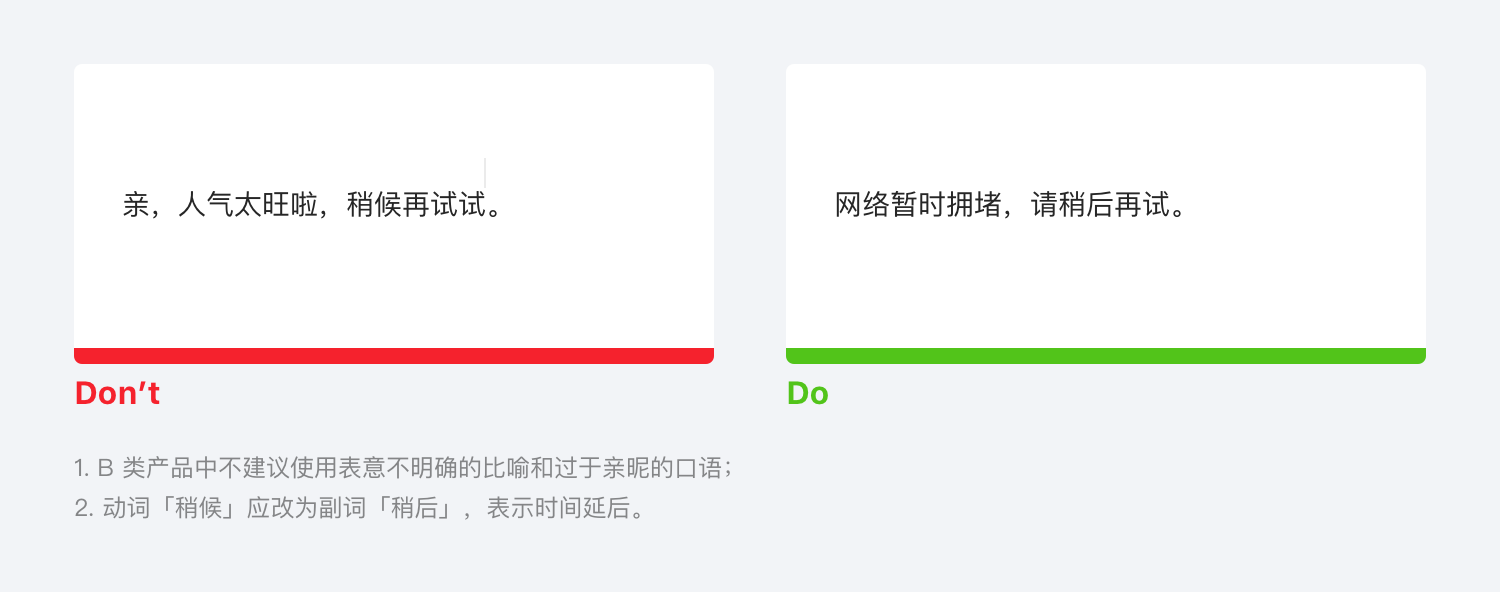 亲，人气太旺啦，稍候再试试。
网络暂时拥堵，请稍后再试。
Don’t
Do
1. B 类产品中不建议使用表意不明确的比喻和过于亲昵的口语；
2. 动词「稍候」应改为副词「稍后」，表示时间延后。